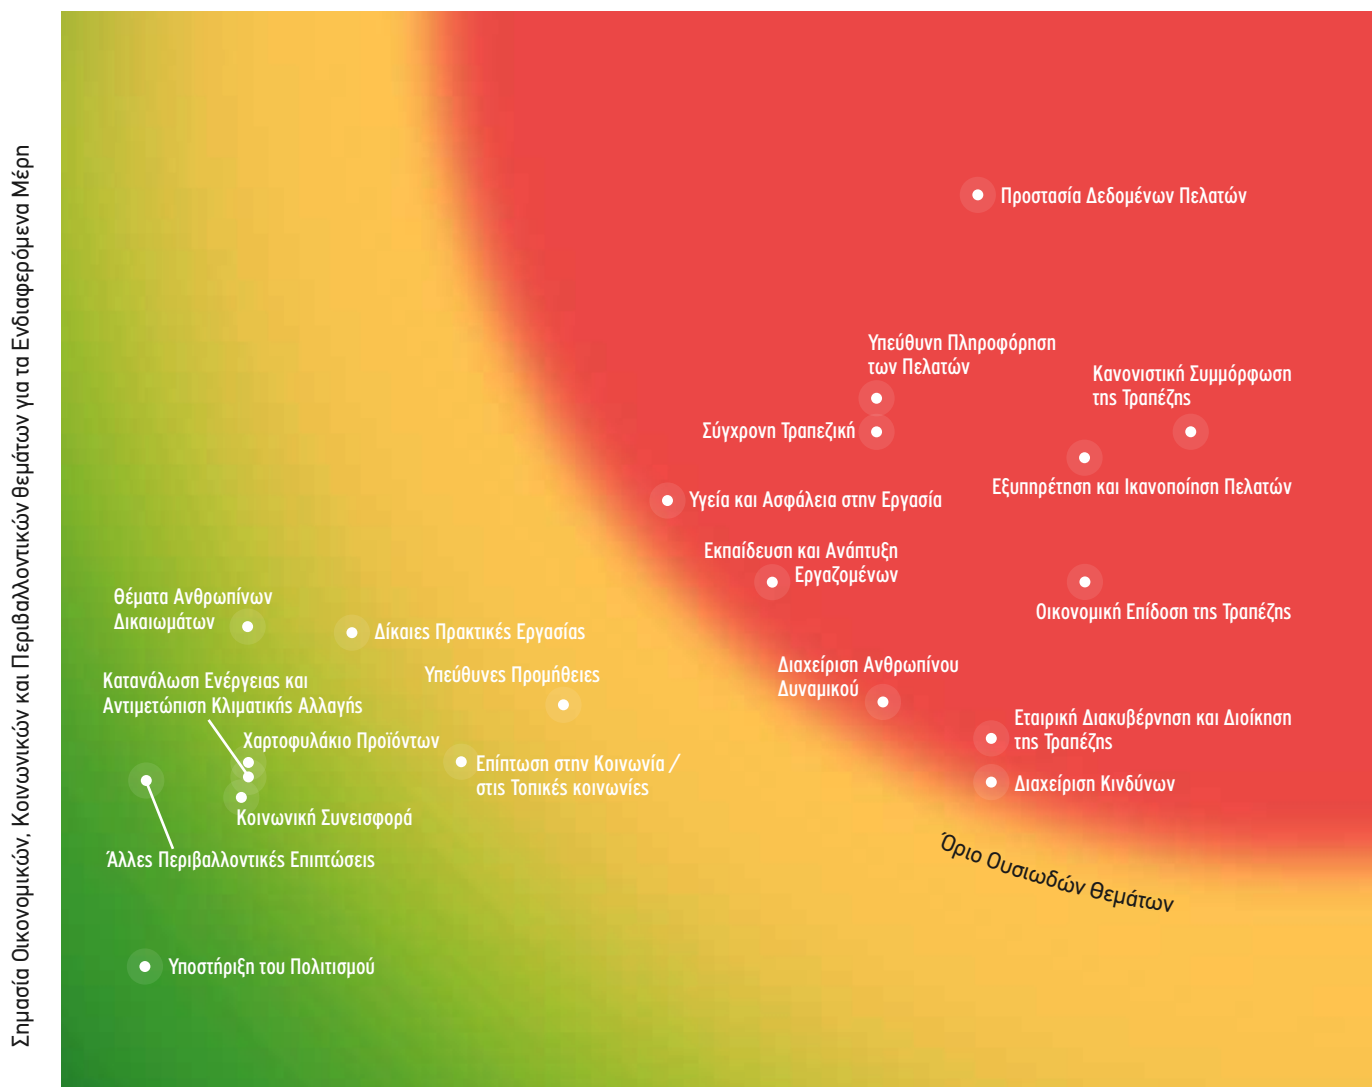 Σημασία Οικονομικών, Κοινωνικών και Περιβαλλοντικών θεμάτων για τα Ενδιαφερόμενα Μέρη
Προστασία Δεδομένων Πελατών
Υπεύθυνη Πληροφόρηση
των Πελατών
Κανονιστική Συμμόρφωση
της Τραπέζης
Σύγχρονη Τραπεζική
Εξυπηρέτηση και Ικανοποίηση Πελατών
Υγεία και Ασφάλεια στην Εργασία
Εκπαίδευση και Ανάπτυξη
Εργαζομένων
Οικονομική Επίδοση της Τραπέζης
Θέματα Ανθρωπίνων
Δικαιωμάτων
Δίκαιες Πρακτικές Εργασίας
Υπεύθυνες Προμήθειες
Διαχείριση Ανθρωπίνου
Δυναμικού
Κατανάλωση Ενέργειας και
Αντιμετώπιση Κλιματικής Αλλαγής
Εταιρική Διακυβέρνηση και Διοίκηση
της Τραπέζης
Χαρτοφυλάκιο Προϊόντων
Επίπτωση στην Κοινωνία /
στις Τοπικές κοινωνίες
Διαχείριση Κινδύνων
Κοινωνική Συνεισφορά
Άλλες Περιβαλλοντικές Επιπτώσεις
Όριο Ουσιωδών Θεμάτων
Υποστήριξη του Πολιτισμού